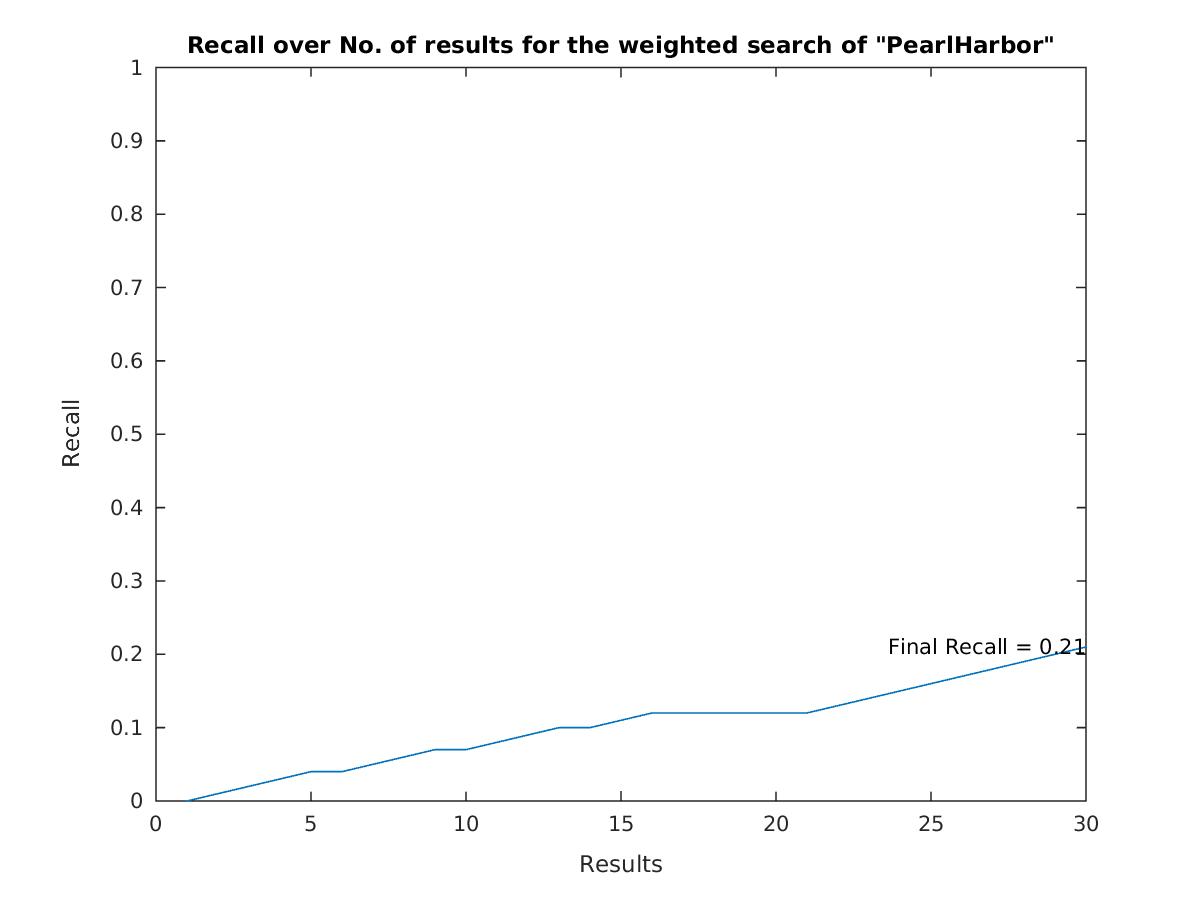 Recall over No. of results for the weighted search of "PearlHarbor"
1
0.9
0.8
0.7
0.6
0.5
0.4
0.3
0.2
0.1
0
Recall
Final Recall = 0.21
0 5 10 15 20 25 30
Results